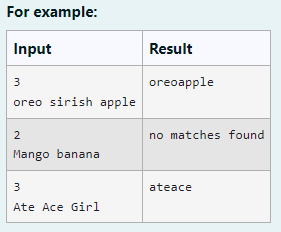 For example:
Input Result
3 oreoapple
oreo sirish apple
2 no matches found
Mango banana
3 ateace
Ate Ace Girl